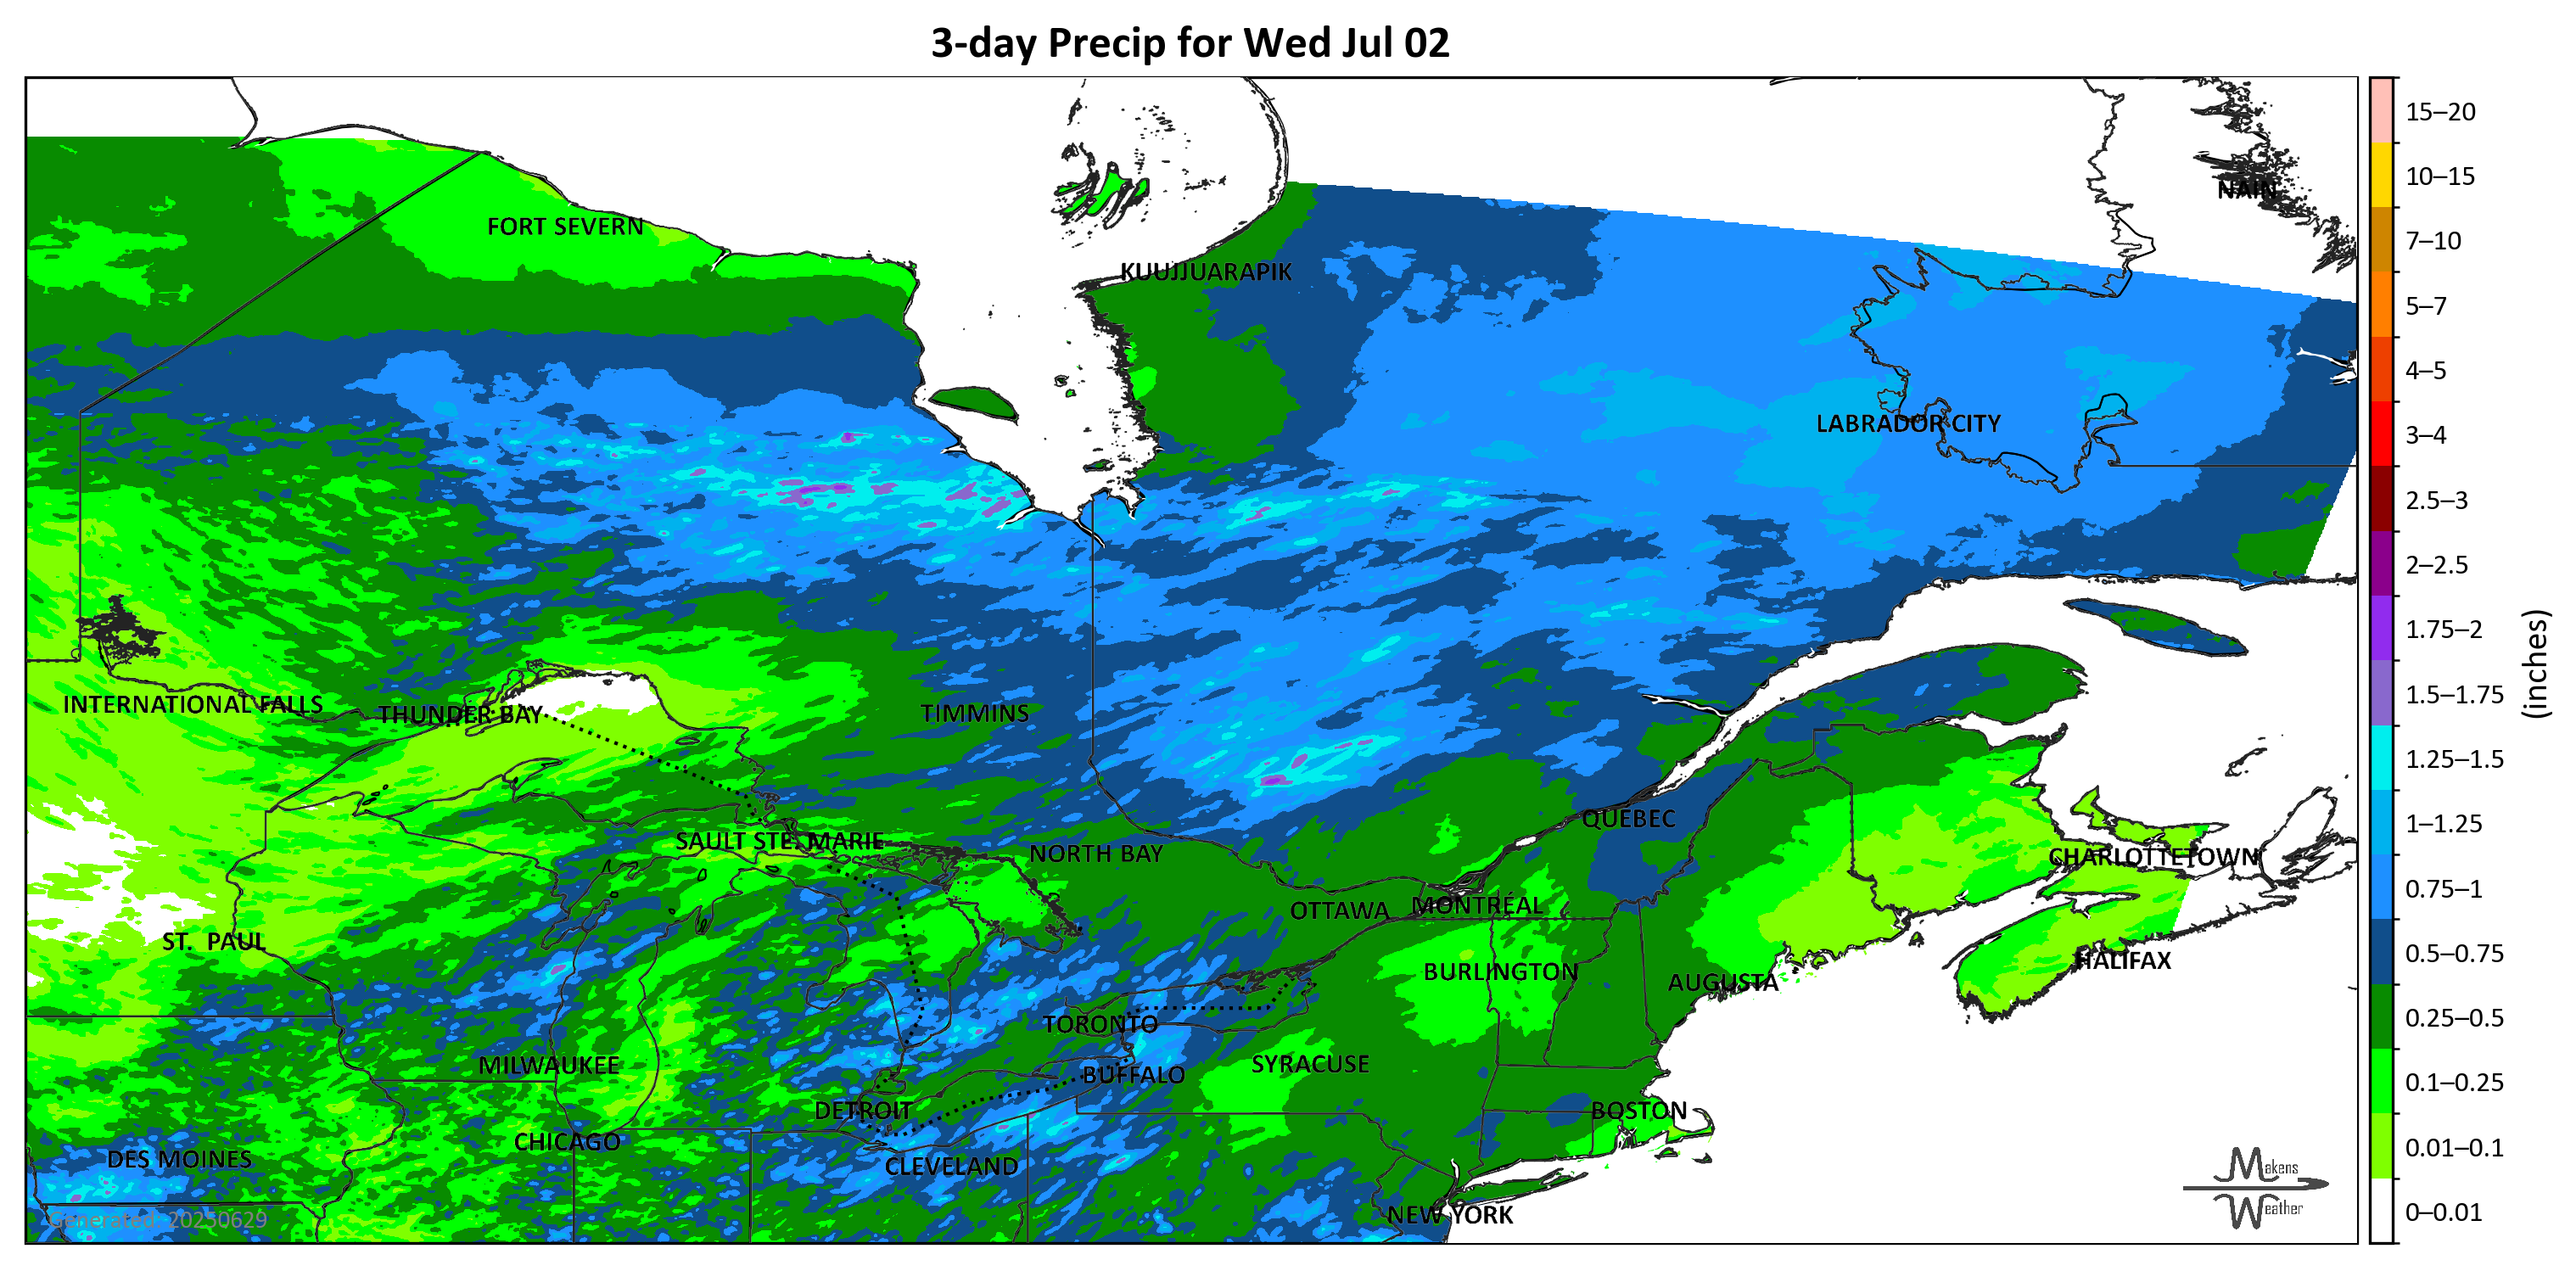 3-day Precip for Wed Jul 02
15–20
10–15
7–10
5–7
4–5
3–4
2.5–3
2–2.5
1.75–2
1.5–1.75
1.25–1.5
1–1.25
0.75–1
0.5–0.75
0.25–0.5
0.1–0.25
0.01–0.1
0–0.01
(inches)
NAIN
FORT SEVERN
KUUJJUARAPIK
LABRADOR CITY
INTERNATIONAL FALLS
THUNDER BAY
TIMMINS
QUEBEC
SAULT STE. MARIE
NORTH BAY
CHARLOTTETOWN
OTTAWA
MONTRÉAL
ST. PAUL
HALIFAX
BURLINGTON
AUGUSTA
TORONTO
MILWAUKEE
SYRACUSE
BUFFALO
DETROIT
BOSTON
CHICAGO
DES MOINES
CLEVELAND
NEW YORK
Generated: 20250629
Makens
Weather